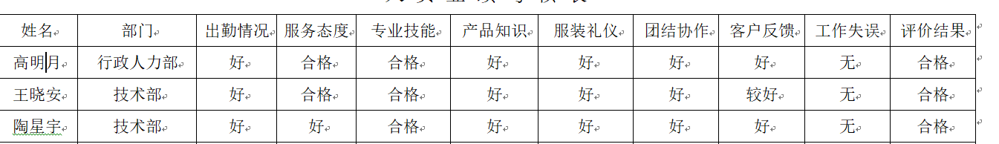 姓名 部门 出勤情况 服务态度 专业技能 产品知识 服装礼仪 团结协作 客户反馈 工作失误 评价结果
高明月 行政人力部 好 合格 合格 好 好 好 好 无 合格
王晓安 技术部 好 合格 合格 好 好 好 较好 无 合格
陶星宇 技术部 好 好 合格 好 好 好 好 无 合格